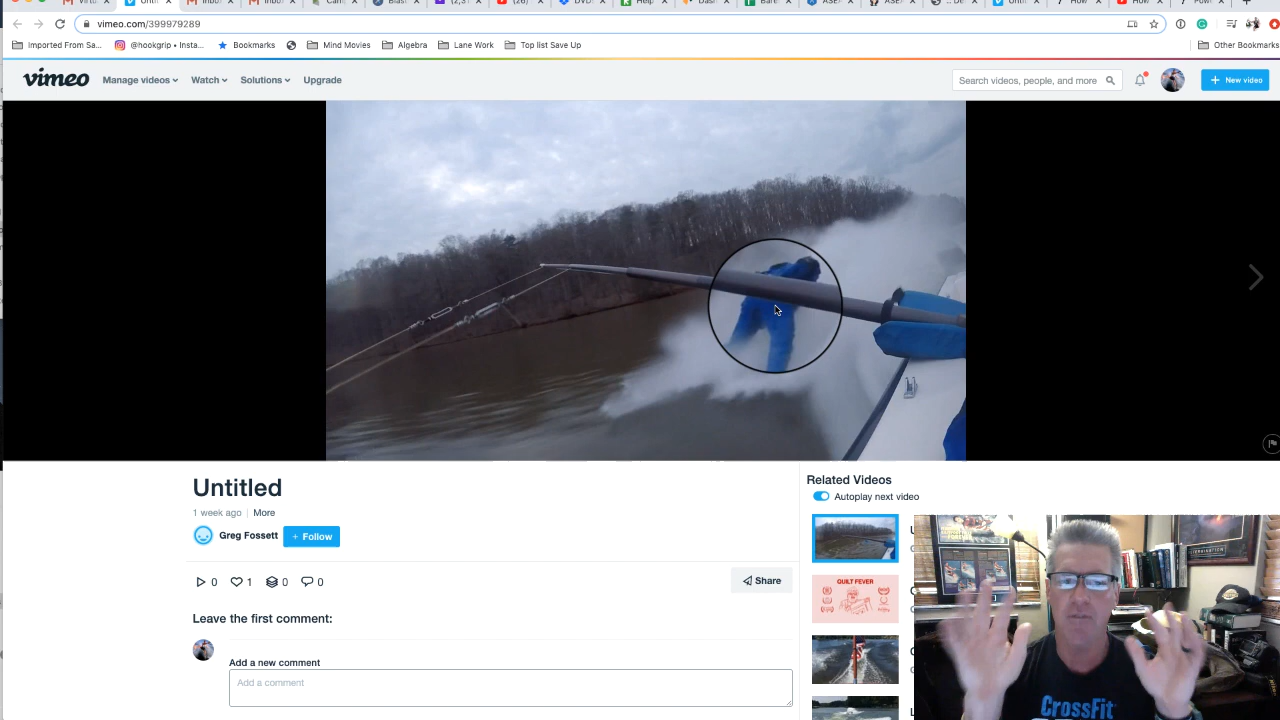 vimeo.com/399979289
Imported From Sa...
@hookgrip • Insta...
Bookmarks
Mind Movies
Algebra
Lane Work
Top list Save Up
Other Bookmarks
vimeo
Manage videos
Watch
Solutions
Upgrade
Search videos, people, and more
New video
Untitled
1 week ago
More
Greg Fossett
+ Follow
0
1
0
0
Share
Leave the first comment:
Add a new comment
Add a comment
Related Videos
Autoplay next video
QUILT FEVER
CrossFit